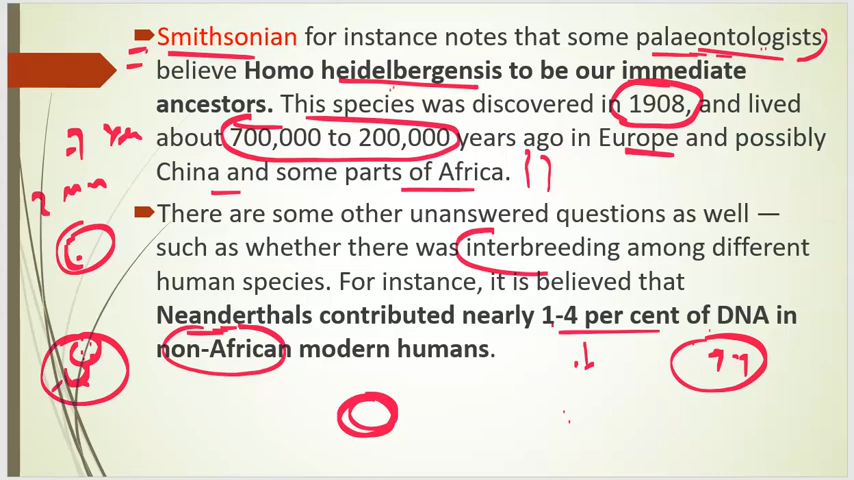 Smithsonian for instance notes that some palaeontologists
believe Homo heidelbergensis to be our immediate
ancestors. This species was discovered in 1908, and lived
about 700,000 to 200,000 years ago in Europe and possibly
China and some parts of Africa.
There are some other unanswered questions as well —
such as whether there was interbreeding among different
human species. For instance, it is believed that
Neanderthals contributed nearly 1-4 per cent of DNA in
non-African modern humans.